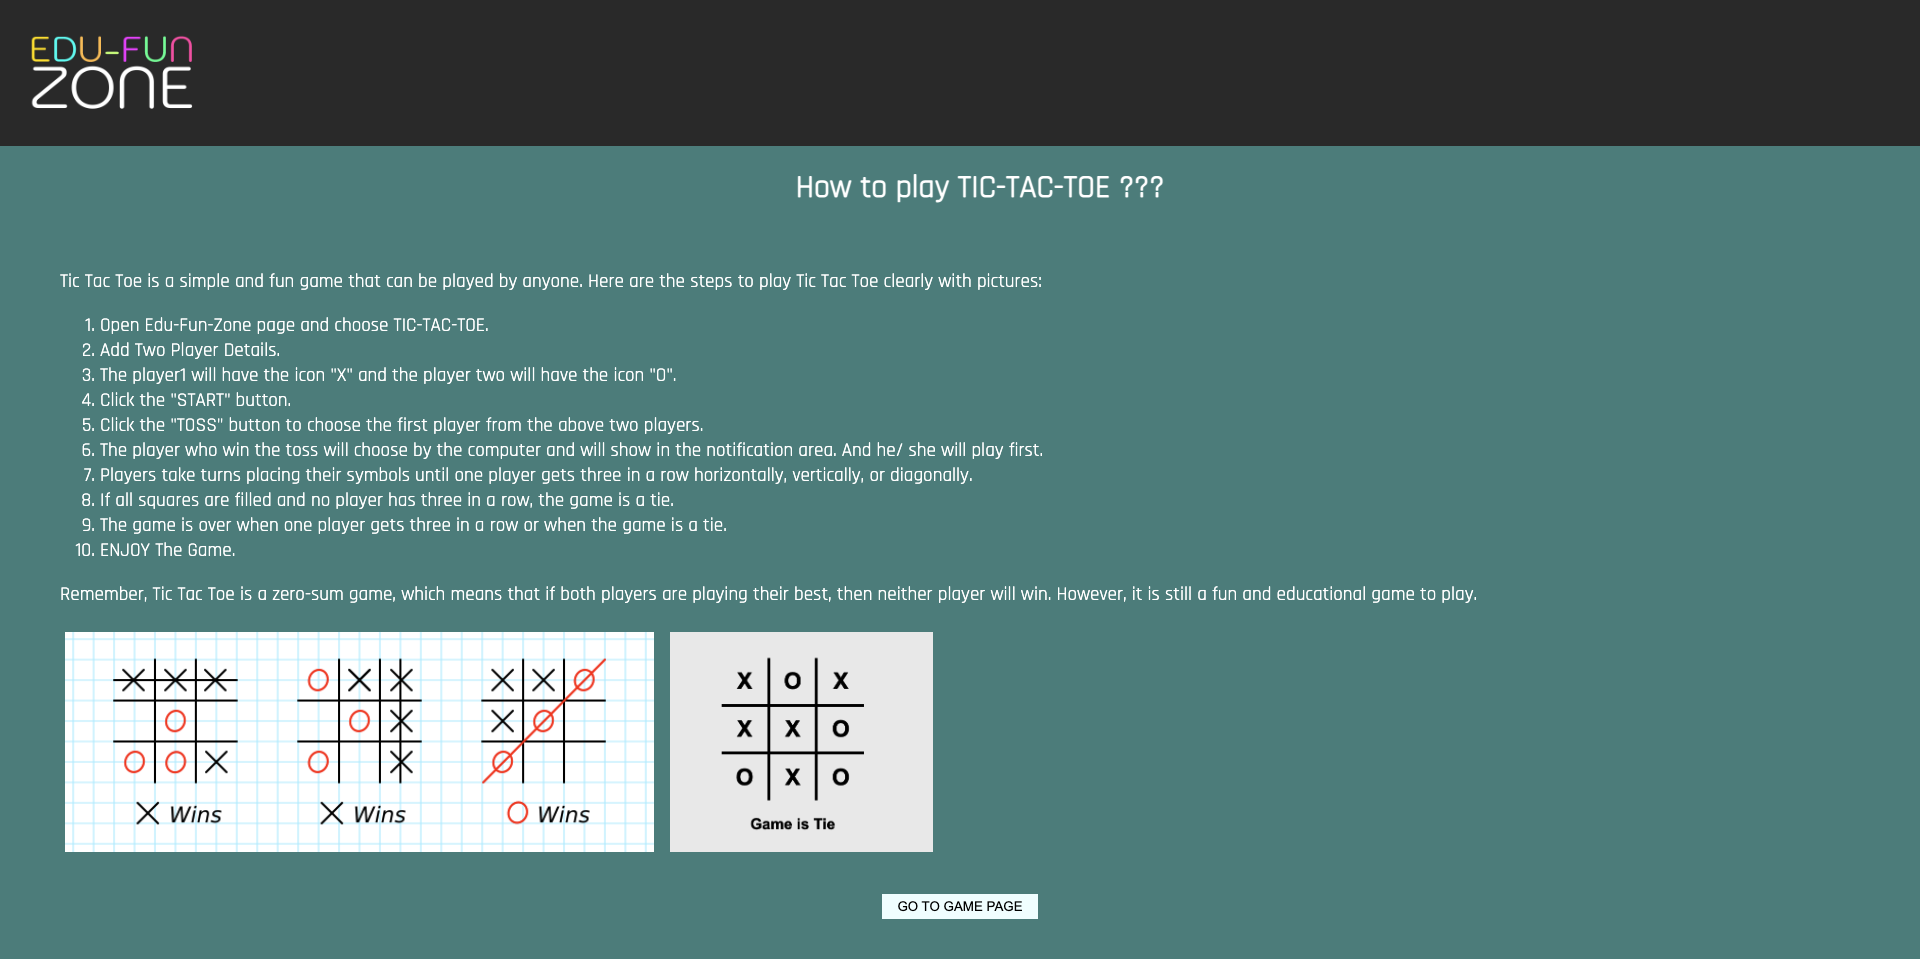 EDU-FUN
ZONE
How to play TIC-TAC-TOE ???
Tic Tac Toe is a simple and fun game that can be played by anyone. Here are the steps to play Tic Tac Toe clearly with pictures:
1. Open Edu-Fun-Zone page and choose TIC-TAC-TOE.
2. Add Two Player Details.
3. The player1 will have the icon "X" and the player two will have the icon "O".
4. Click the "START" button.
5. Click the "TOSS" button to choose the first player from the above two players.
6. The player who win the toss will choose by the computer and will show in the notification area. And he/ she will play first.
7. Players take turns placing their symbols until one player gets three in a row horizontally, vertically, or diagonally.
8. If all squares are filled and no player has three in a row, the game is a tie.
9. The game is over when one player gets three in a row or when the game is a tie.
10. ENJOY The Game.
Remember, Tic Tac Toe is a zero-sum game, which means that if both players are playing their best, then neither player will win. However, it is still a fun and educational game to play.
X X X
O
O O X
X Wins
O X X
O X
O X
X Wins
X X O
X O
O
O Wins
X O X
X X O
O X O
Game is Tie
GO TO GAME PAGE